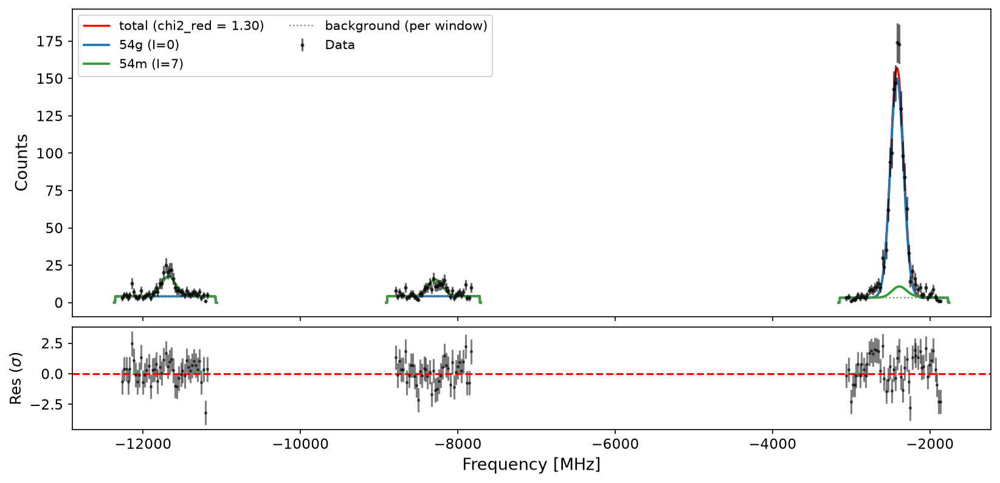 total (chi2_red = 1.30)
54g (I=0)
54m (I=7)
background (per window)
Data
Counts
175
150
125
100
75
50
25
0
Res (σ)
2.5
0.0
−2.5
−12000
−10000
−8000
−6000
−4000
−2000
Frequency [MHz]